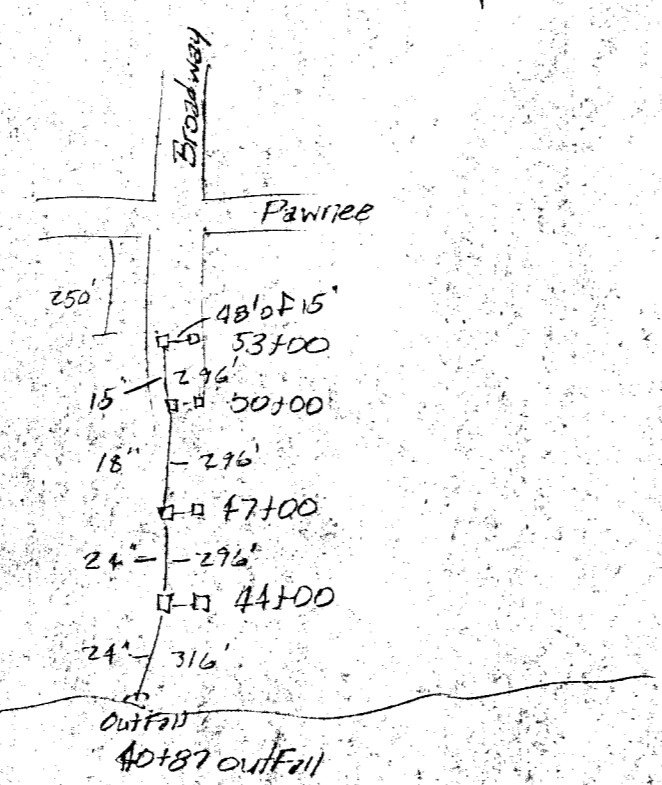 Broadway
Pawnee
250'
48' of 15"
53+00
15" 296'
50+00
18" 296'
47+00
24" 296'
44+00
24" 316'
Outfall
40+87 outfall